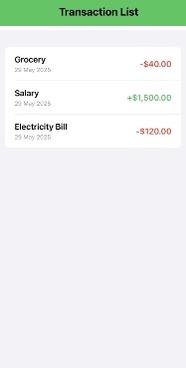 Transaction List
Grocery
29 May 2025
-$40.00
Salary
29 May 2025
+$1,500.00
Electricity Bill
29 May 2025
-$120.00